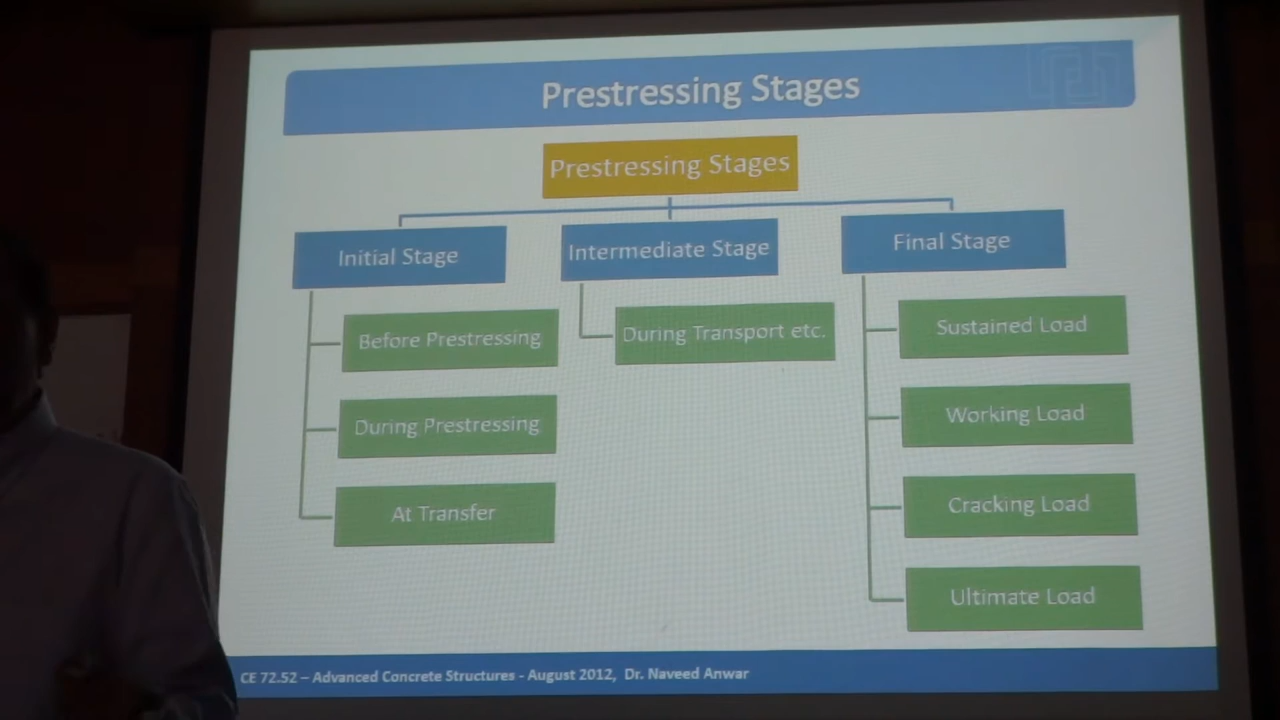 Prestressing Stages
Prestressing Stages
Initial Stage
Before Prestressing
During Prestressing
At Transfer
Intermediate Stage
During Transport etc.
Final Stage
Sustained Load
Working Load
Cracking Load
Ultimate Load
CE 72.52 – Advanced Concrete Structures - August 2012, Dr. Naveed Anwar